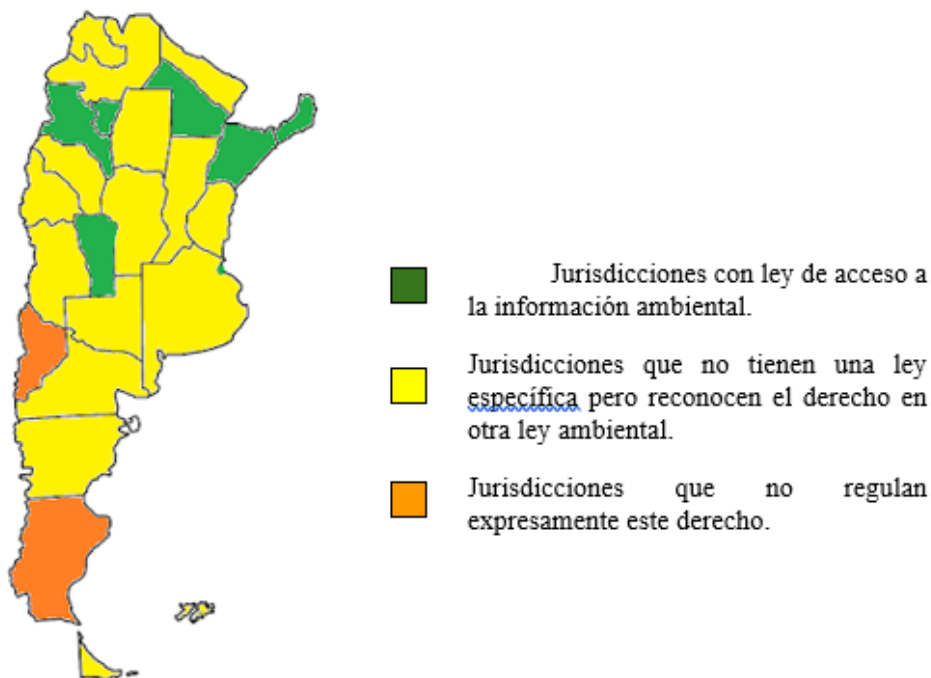 Jurisdicciones con ley de acceso a
la información ambiental.
Jurisdicciones que no tienen una ley
específica pero reconocen el derecho en
otra ley ambiental.
Jurisdicciones que no regulan
expresamente este derecho.